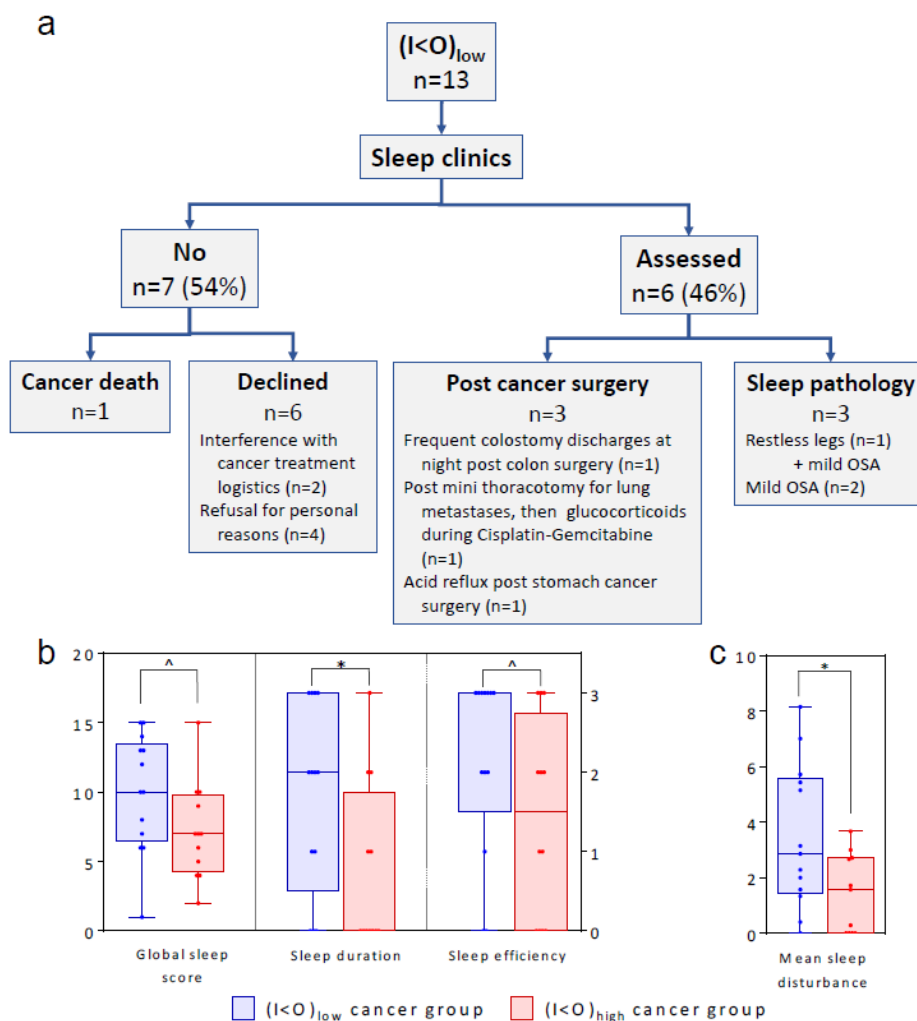 a
(I<O)low
n=13
Sleep clinics
No
n=7 (54%)
Assessed
n=6 (46%)
Cancer death
n=1
Declined
n=6
Interference with
cancer treatment
logistics (n=2)
Refusal for personal
reasons (n=4)
Post cancer surgery
n=3
Frequent colostomy discharges at
night post colon surgery (n=1)
Post mini thoracotomy for lung
metastases, then glucocorticoids
during Cisplatin-Gemcitabine
(n=1)
Acid reflux post stomach cancer
surgery (n=1)
Sleep pathology
n=3
Restless legs (n=1)
+ mild OSA
Mild OSA (n=2)
b
20
15
10
5
0
^
*
^
3
2
1
0
Global sleep
score
Sleep duration
Sleep efficiency
c
10
8
6
4
2
0
*
Mean sleep
disturbance
(I<O)low cancer group
(I<O)high cancer group